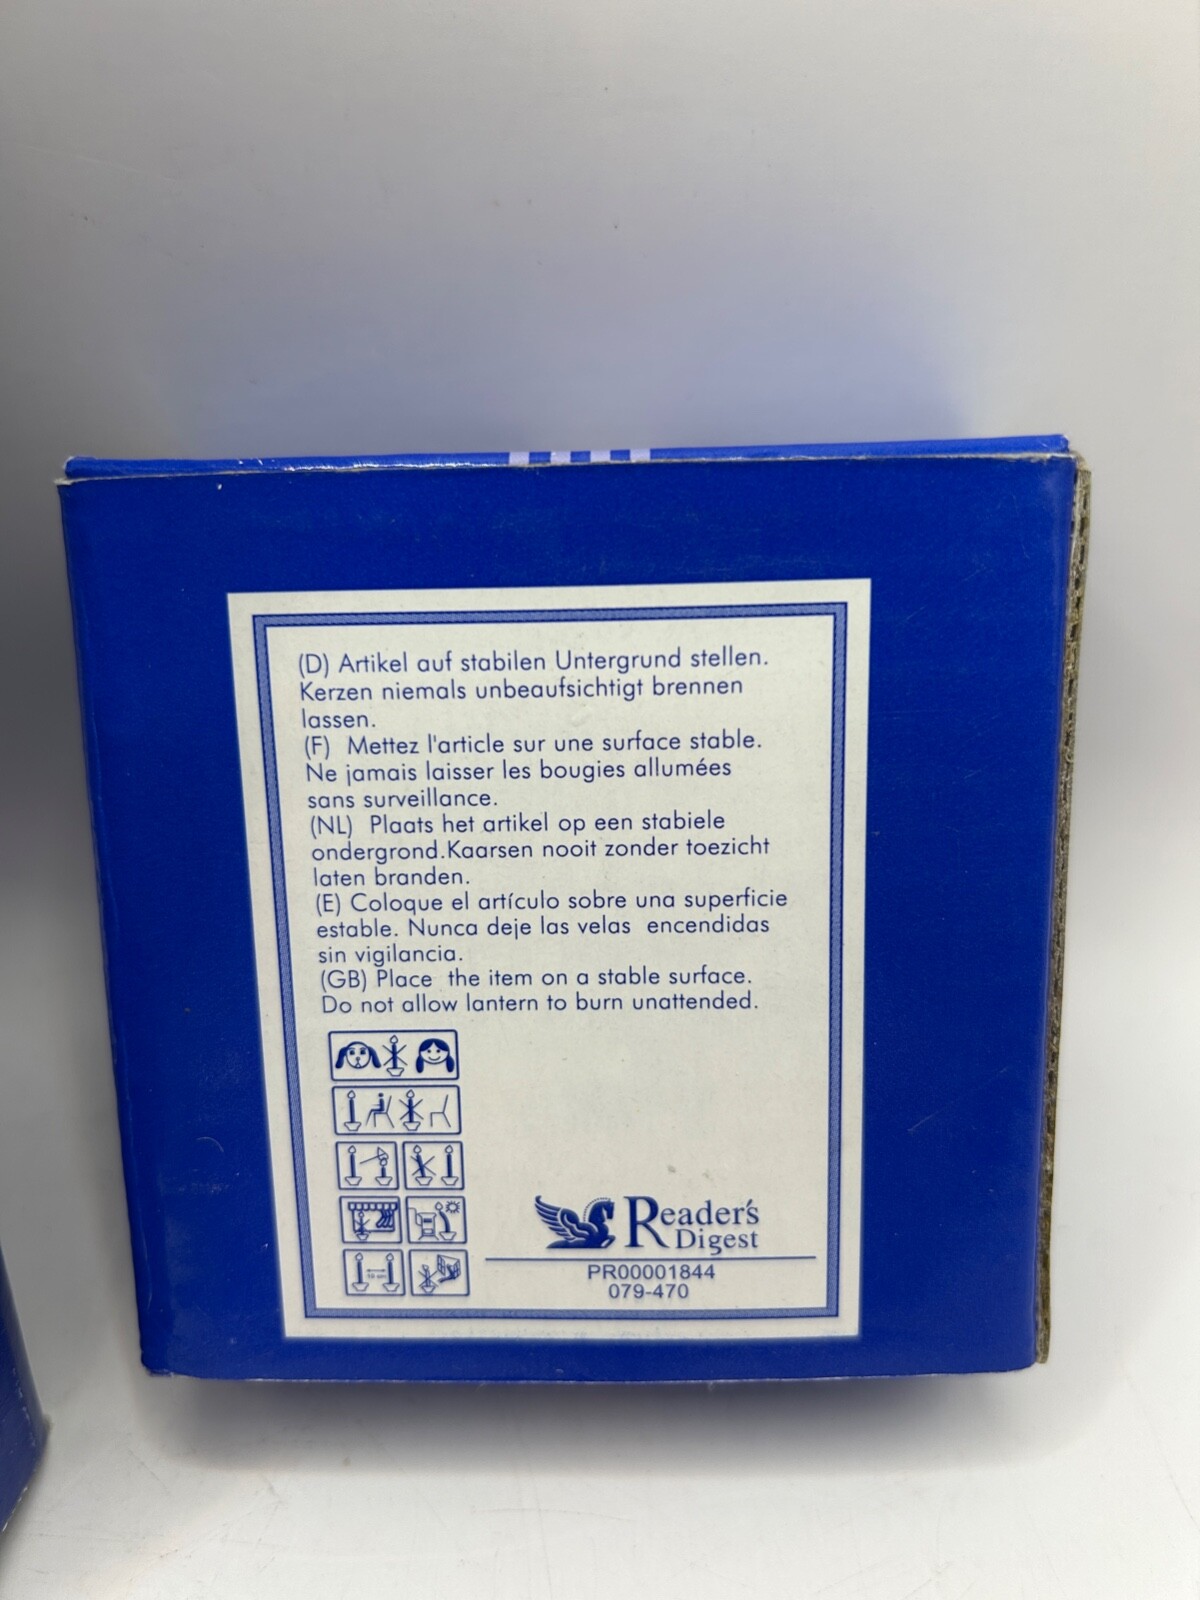 (D) Artikel auf stabilen Untergrund stellen.
Kerzen niemals unbeaufsichtigt brennen
lassen.
(F) Mettez l'article sur une surface stable.
Ne jamais laisser les bougies allumées
sans surveillance.
(NL) Plaats het artikel op een stabiele
ondergrond.Kaarsen nooit zonder toezicht
laten branden.
(E) Coloque el artículo sobre una superficie
estable. Nunca deje las velas encendidas
sin vigilancia.
(GB) Place the item on a stable surface.
Do not allow lantern to burn unattended.
Reader's
Digest
PR00001844
079-470